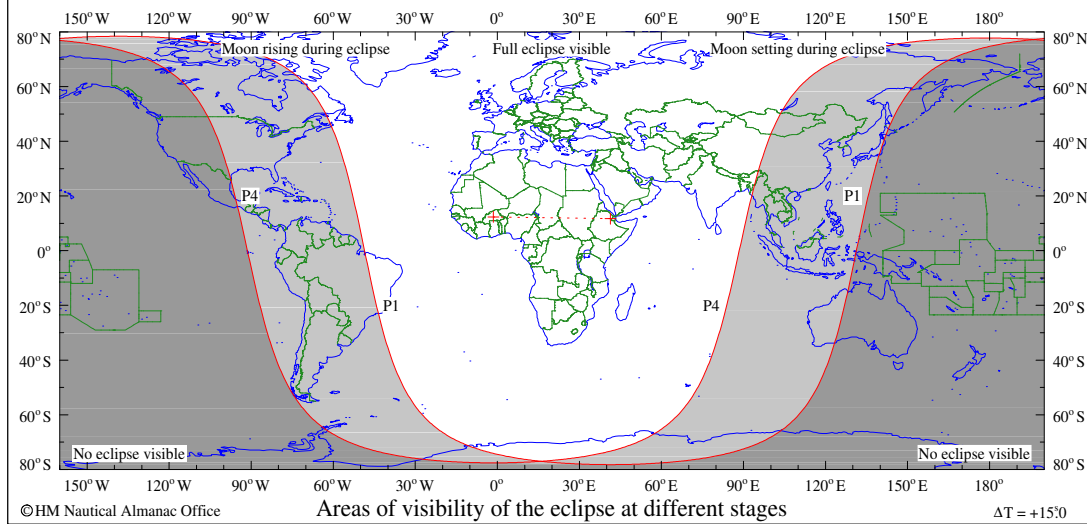 150°W 120°W 90°W 60°W 30°W 0° 30°E 60°E 90°E 120°E 150°E 180°
80°N Moon rising during eclipse Full eclipse visible Moon setting during eclipse 80°N
60°N 60°N
40°N 40°N
20°N P4 P1 20°N
0° 0°
20°S P1 P4 20°S
40°S 40°S
60°S 60°S
No eclipse visible No eclipse visible
80°S 80°S
150°W 120°W 90°W 60°W 30°W 0° 30°E 60°E 90°E 120°E 150°E 180°
© HM Nautical Almanac Office Areas of visibility of the eclipse at different stages ΔT = +15ˢ.0